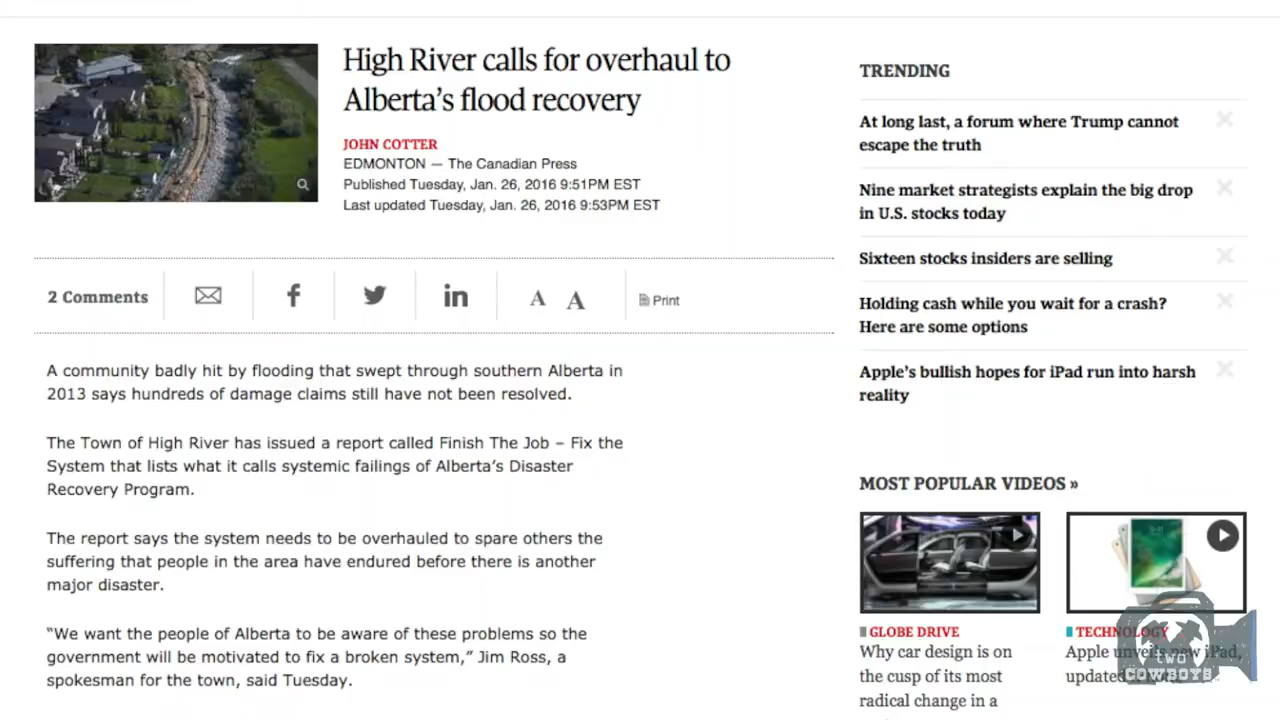 High River calls for overhaul to
Alberta's flood recovery
JOHN COTTER
EDMONTON — The Canadian Press
Published Tuesday, Jan. 26, 2016 9:51PM EST
Last updated Tuesday, Jan. 26, 2016 9:53PM EST
2 Comments
A A
Print
A community badly hit by flooding that swept through southern Alberta in
2013 says hundreds of damage claims still have not been resolved.
The Town of High River has issued a report called Finish The Job – Fix the
System that lists what it calls systemic failings of Alberta's Disaster
Recovery Program.
The report says the system needs to be overhauled to spare others the
suffering that people in the area have endured before there is another
major disaster.
“We want the people of Alberta to be aware of these problems so the
government will be motivated to fix a broken system,” Jim Ross, a
spokesman for the town, said Tuesday.
TRENDING
At long last, a forum where Trump cannot
escape the truth
Nine market strategists explain the big drop
in U.S. stocks today
Sixteen stocks insiders are selling
Holding cash while you wait for a crash?
Here are some options
Apple's bullish hopes for iPad run into harsh
reality
MOST POPULAR VIDEOS »
GLOBE DRIVE
Why car design is on
the cusp of its most
radical change in a
TECHNOLOGY
Apple unveils new iPad,
updated
TWO
COWBOYS